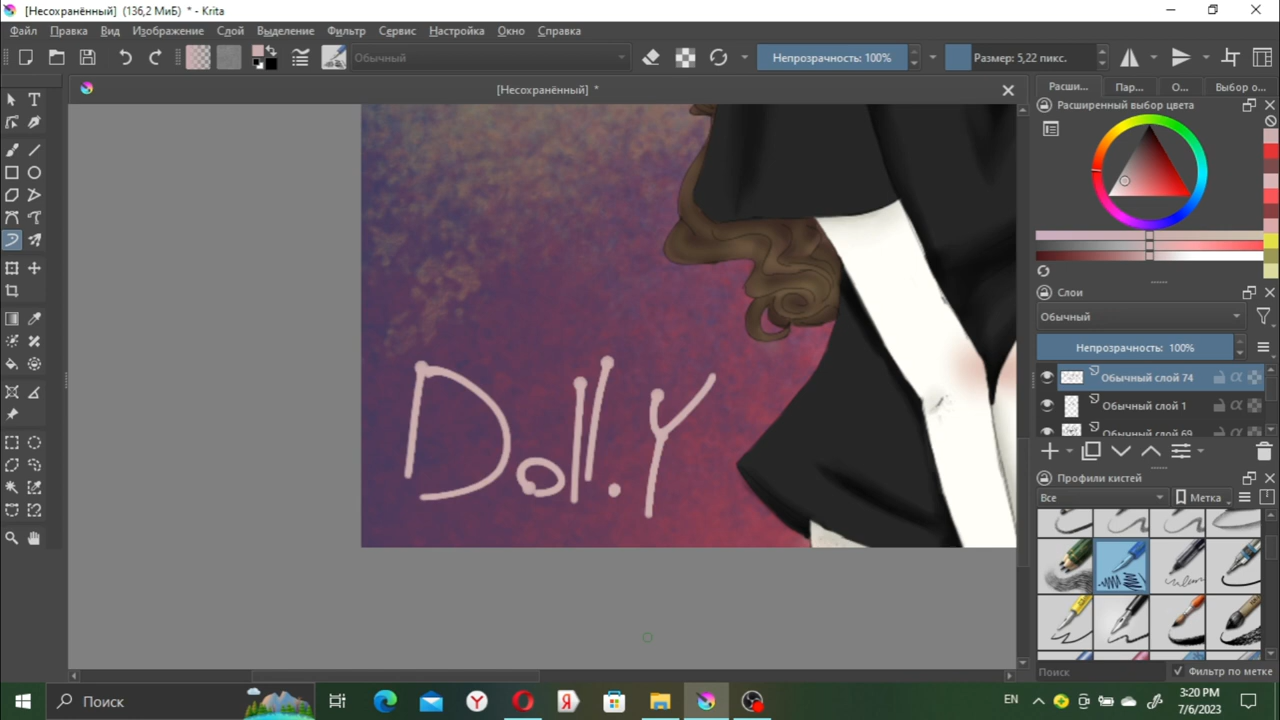 [Несохранённый] (136,2 МиБ) * - Krita
Файл Правка Вид Изображение Слой Выделение Фильтр Сервис Настройка Окно Справка
Обычный Непрозрачность: 100% Размер: 5,22 пикс.
[Несохранённый] *
Расши... Пар... О... Выбор о...
Расширенный выбор цвета
Слои
Обычный
Непрозрачность: 100%
Обычный слой 74
Обычный слой 1
Обычный слой 69
Doll.Y
Профили кистей
Все Метка
Поиск Фильтр по метке
Поиск EN 3:20 PM
7/6/2023